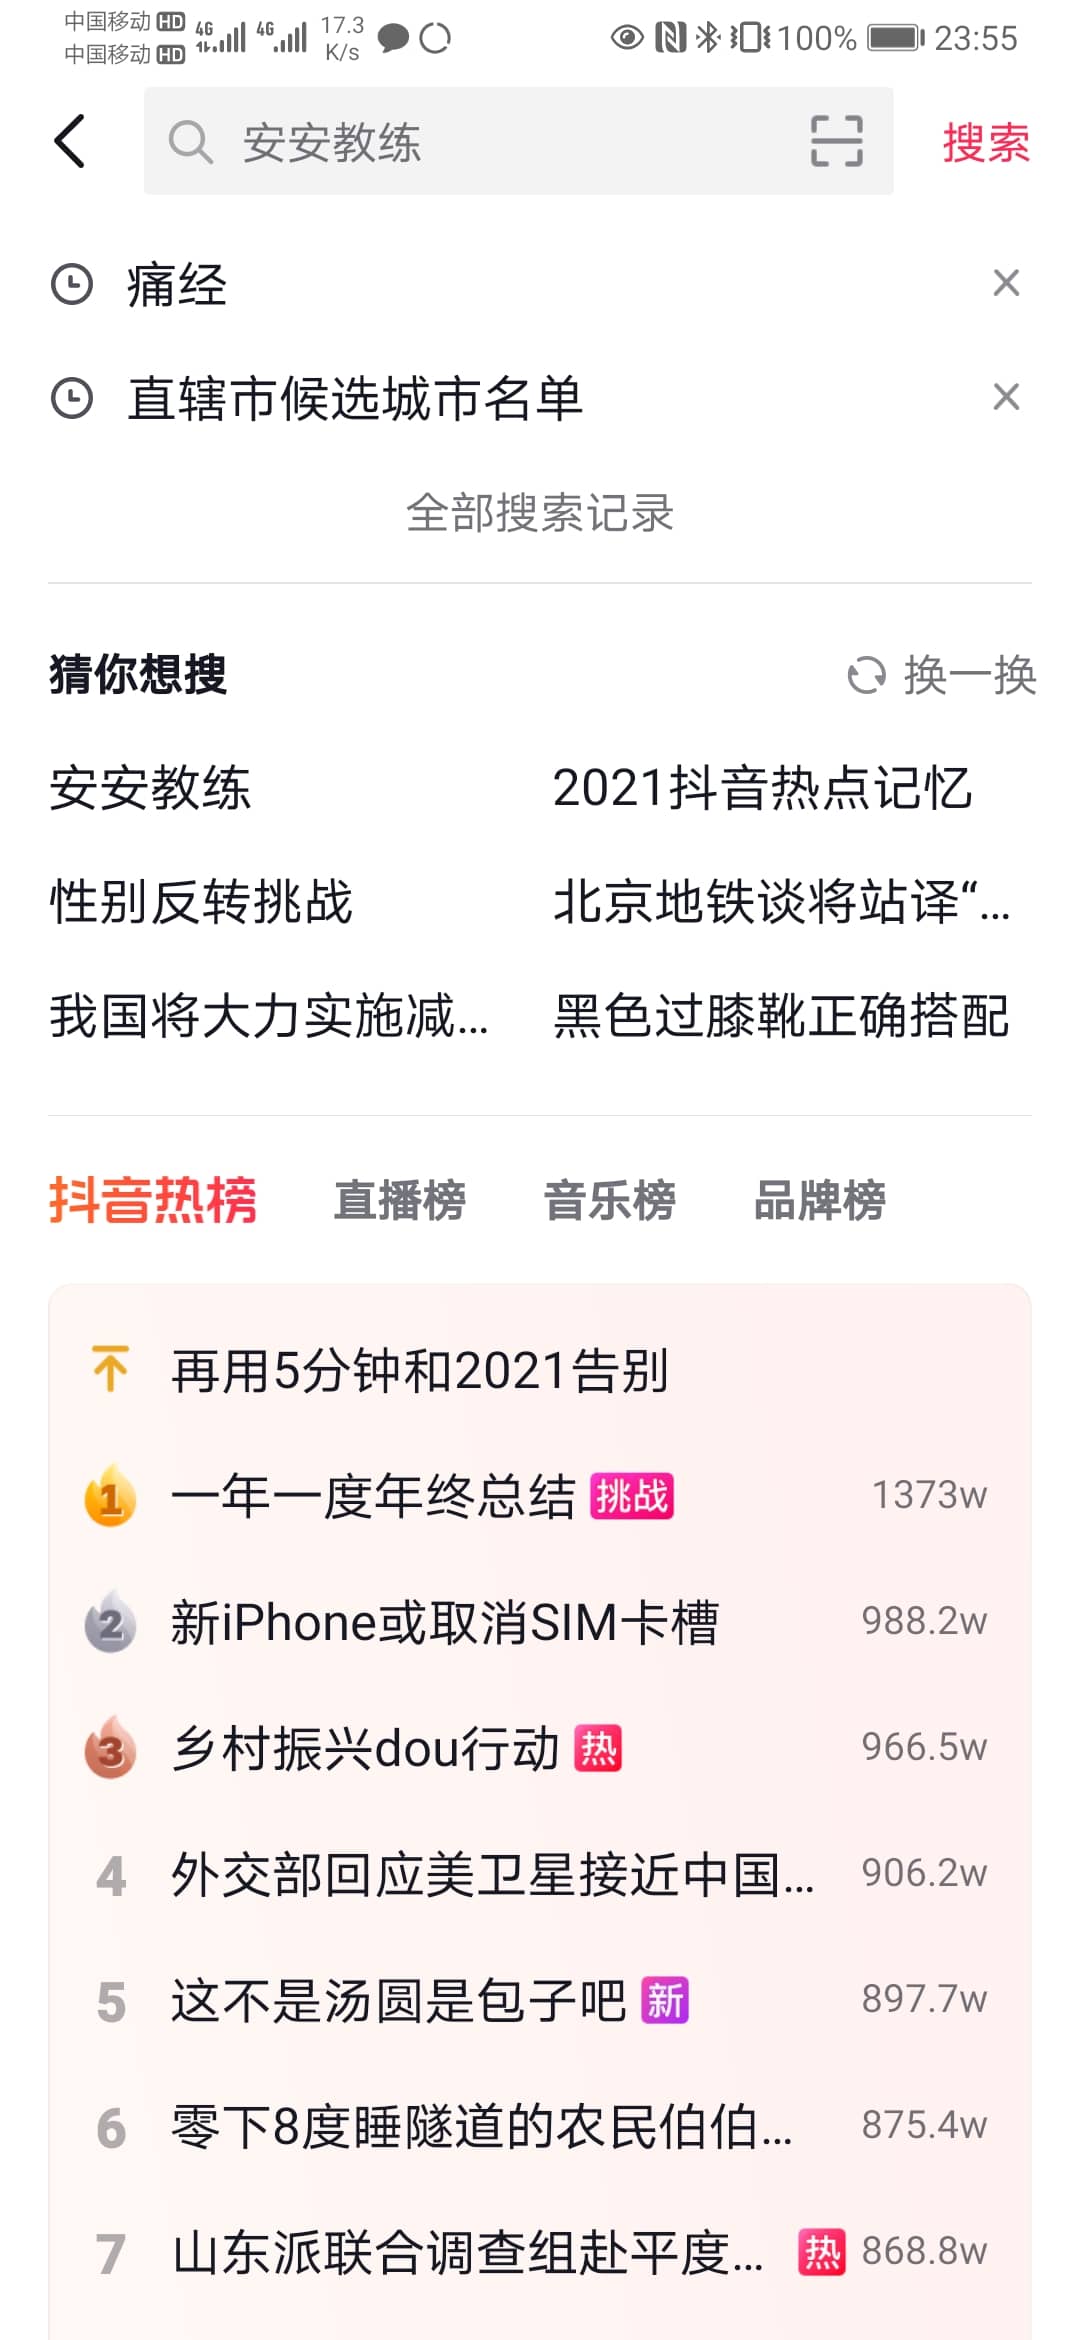 中国移动 HD 4G 4G 17.3 K/s 100% 23:55
中国移动 HD
安安教练 搜索
痛经
直辖市候选城市名单
全部搜索记录
猜你想搜 换一换
安安教练 2021抖音热点记忆
性别反转挑战 北京地铁谈将站译“...
我国将大力实施减... 黑色过膝靴正确搭配
抖音热榜 直播榜 音乐榜 品牌榜
再用5分钟和2021告别
1 一年一度年终总结 挑战 1373w
2 新iPhone或取消SIM卡槽 988.2w
3 乡村振兴dou行动 热 966.5w
4 外交部回应美卫星接近中国... 906.2w
5 这不是汤圆是包子吧 新 897.7w
6 零下8度睡隧道的农民伯伯... 875.4w
7 山东派联合调查组赴平度... 热 868.8w